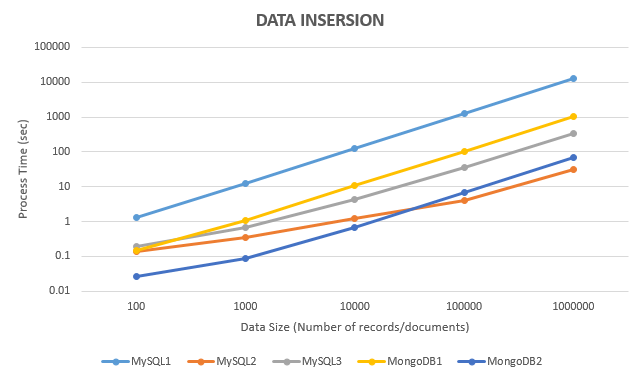 DATA INSERSION
100000
10000
1000
100
10
1
0.1
0.01
Process Time (sec)
100 1000 10000 100000 1000000
Data Size (Number of records/documents)
MySQL1 MySQL2 MySQL3 MongoDB1 MongoDB2